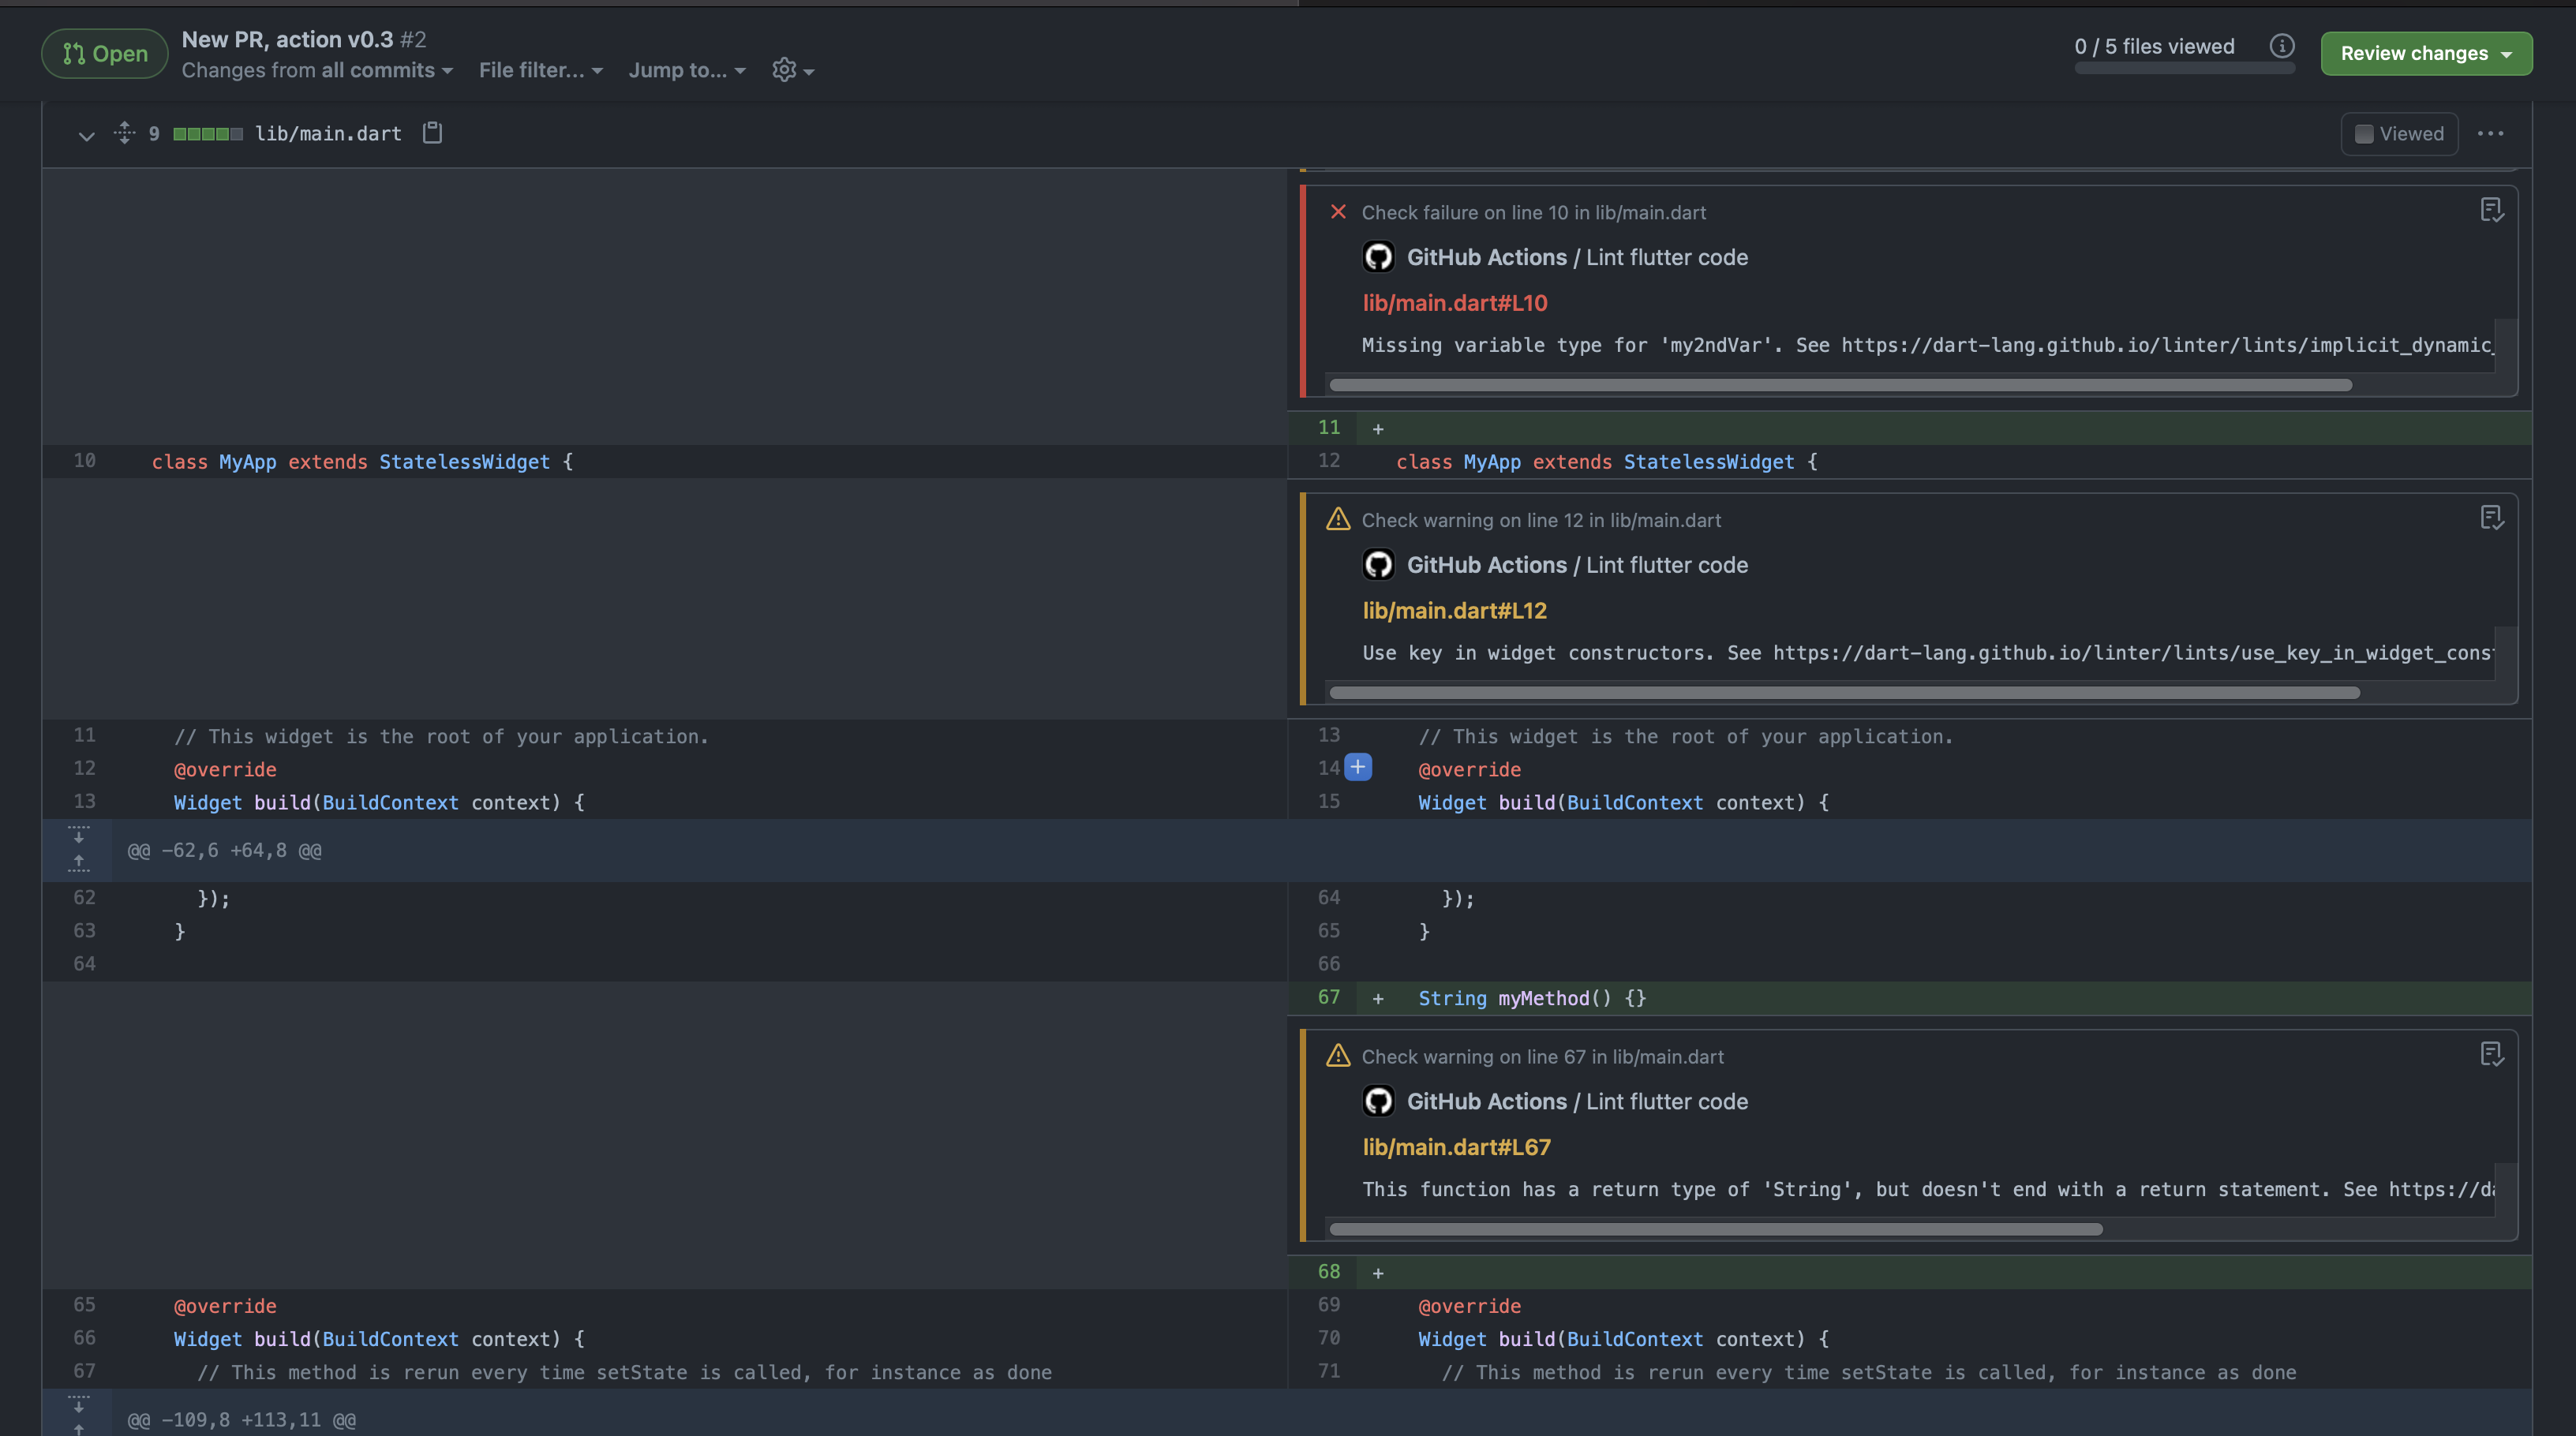 Open
New PR, action v0.3 #2
Changes from all commits
File filter...
Jump to...
0 / 5 files viewed
Review changes
9
lib/main.dart
Viewed
Check failure on line 10 in lib/main.dart
GitHub Actions / Lint flutter code
lib/main.dart#L10
Missing variable type for 'my2ndVar'. See https://dart-lang.github.io/linter/lints/implicit_dynamic_
11 +
10 class MyApp extends StatelessWidget {
12 class MyApp extends StatelessWidget {
Check warning on line 12 in lib/main.dart
GitHub Actions / Lint flutter code
lib/main.dart#L12
Use key in widget constructors. See https://dart-lang.github.io/linter/lints/use_key_in_widget_cons
11 // This widget is the root of your application.
13 // This widget is the root of your application.
12 @override
14 + @override
13 Widget build(BuildContext context) {
15 Widget build(BuildContext context) {
@@ -62,6 +64,8 @@
62 });
64 });
63 }
65 }
64
66
67 + String myMethod() {}
Check warning on line 67 in lib/main.dart
GitHub Actions / Lint flutter code
lib/main.dart#L67
This function has a return type of 'String', but doesn't end with a return statement. See https://d
68 +
65 @override
69 @override
66 Widget build(BuildContext context) {
70 Widget build(BuildContext context) {
67 // This method is rerun every time setState is called, for instance as done
71 // This method is rerun every time setState is called, for instance as done
@@ -109,8 +113,11 @@